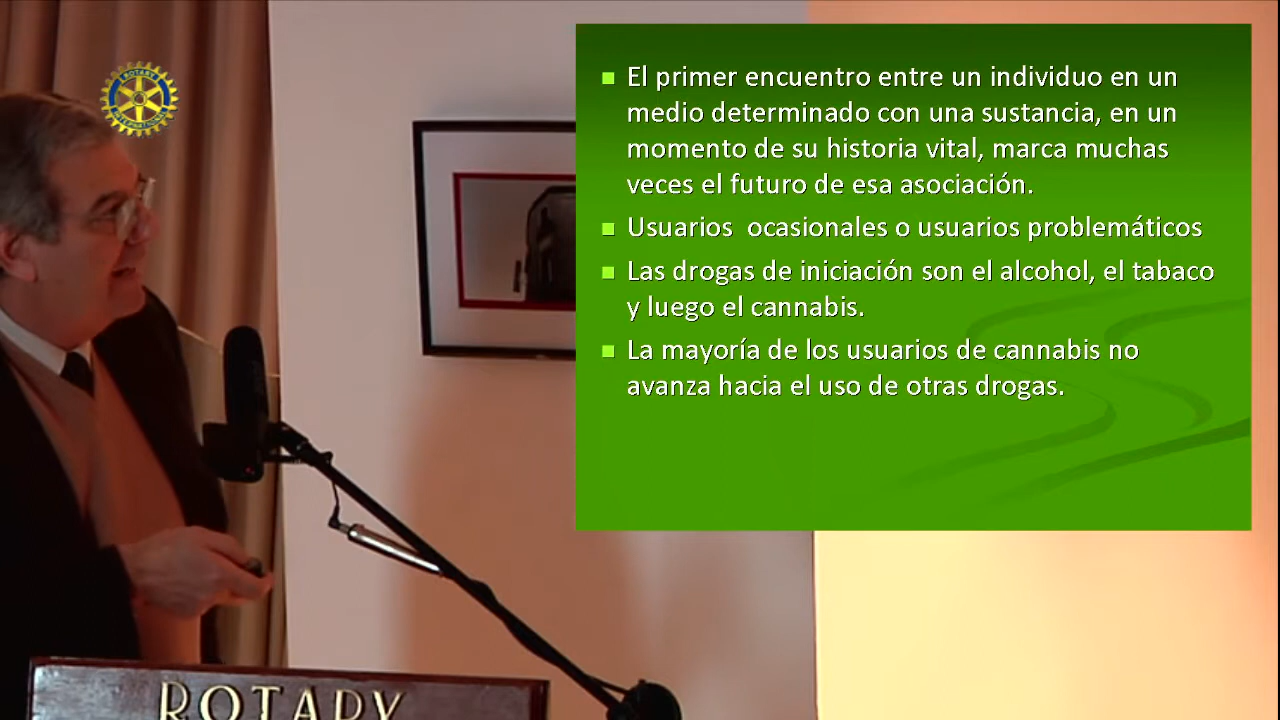 ROTARY
INTERNATIONAL
El primer encuentro entre un individuo en un
medio determinado con una sustancia, en un
momento de su historia vital, marca muchas
veces el futuro de esa asociación.
Usuarios  ocasionales o usuarios problemáticos
Las drogas de iniciación son el alcohol, el tabaco
y luego el cannabis.
La mayoría de los usuarios de cannabis no
avanza hacia el uso de otras drogas.
ROTARY